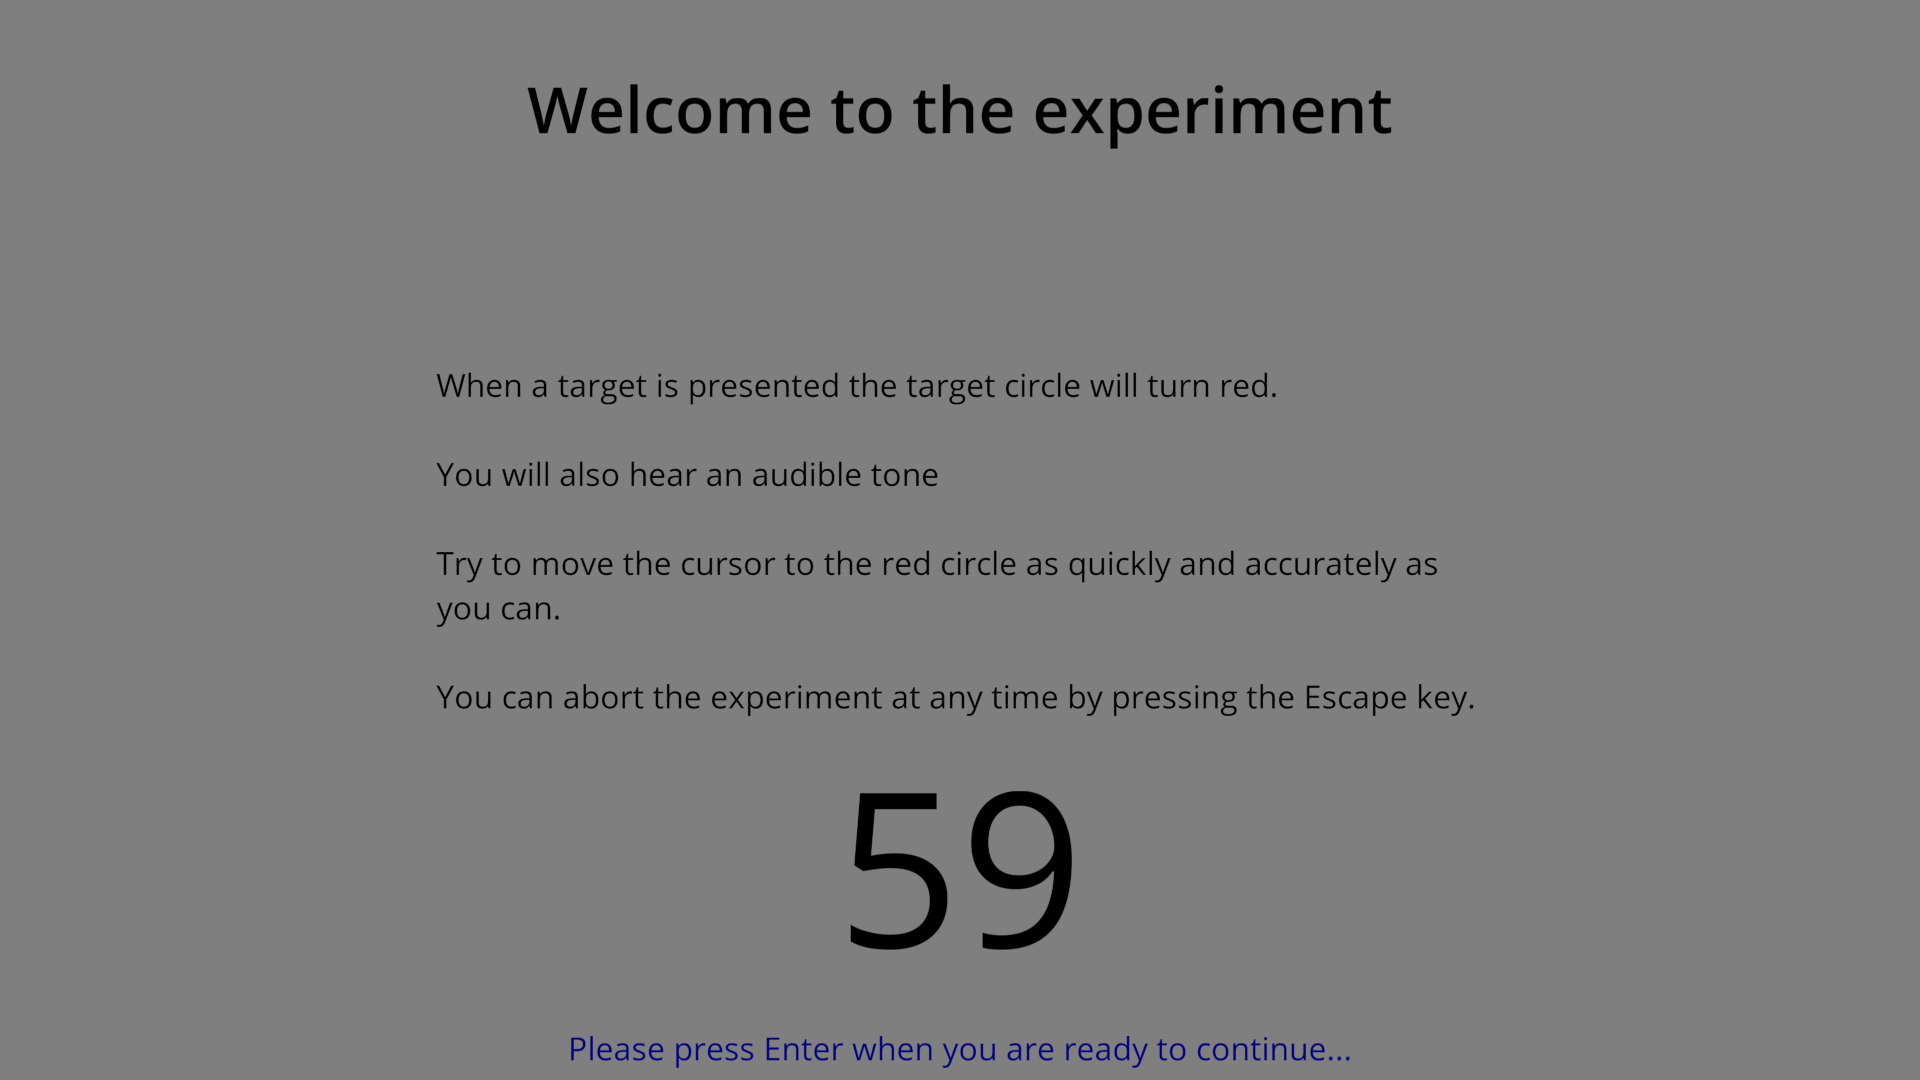 Welcome to the experiment
When a target is presented the target circle will turn red.
You will also hear an audible tone
Try to move the cursor to the red circle as quickly and accurately as
you can.
You can abort the experiment at any time by pressing the Escape key.
59
Please press Enter when you are ready to continue...